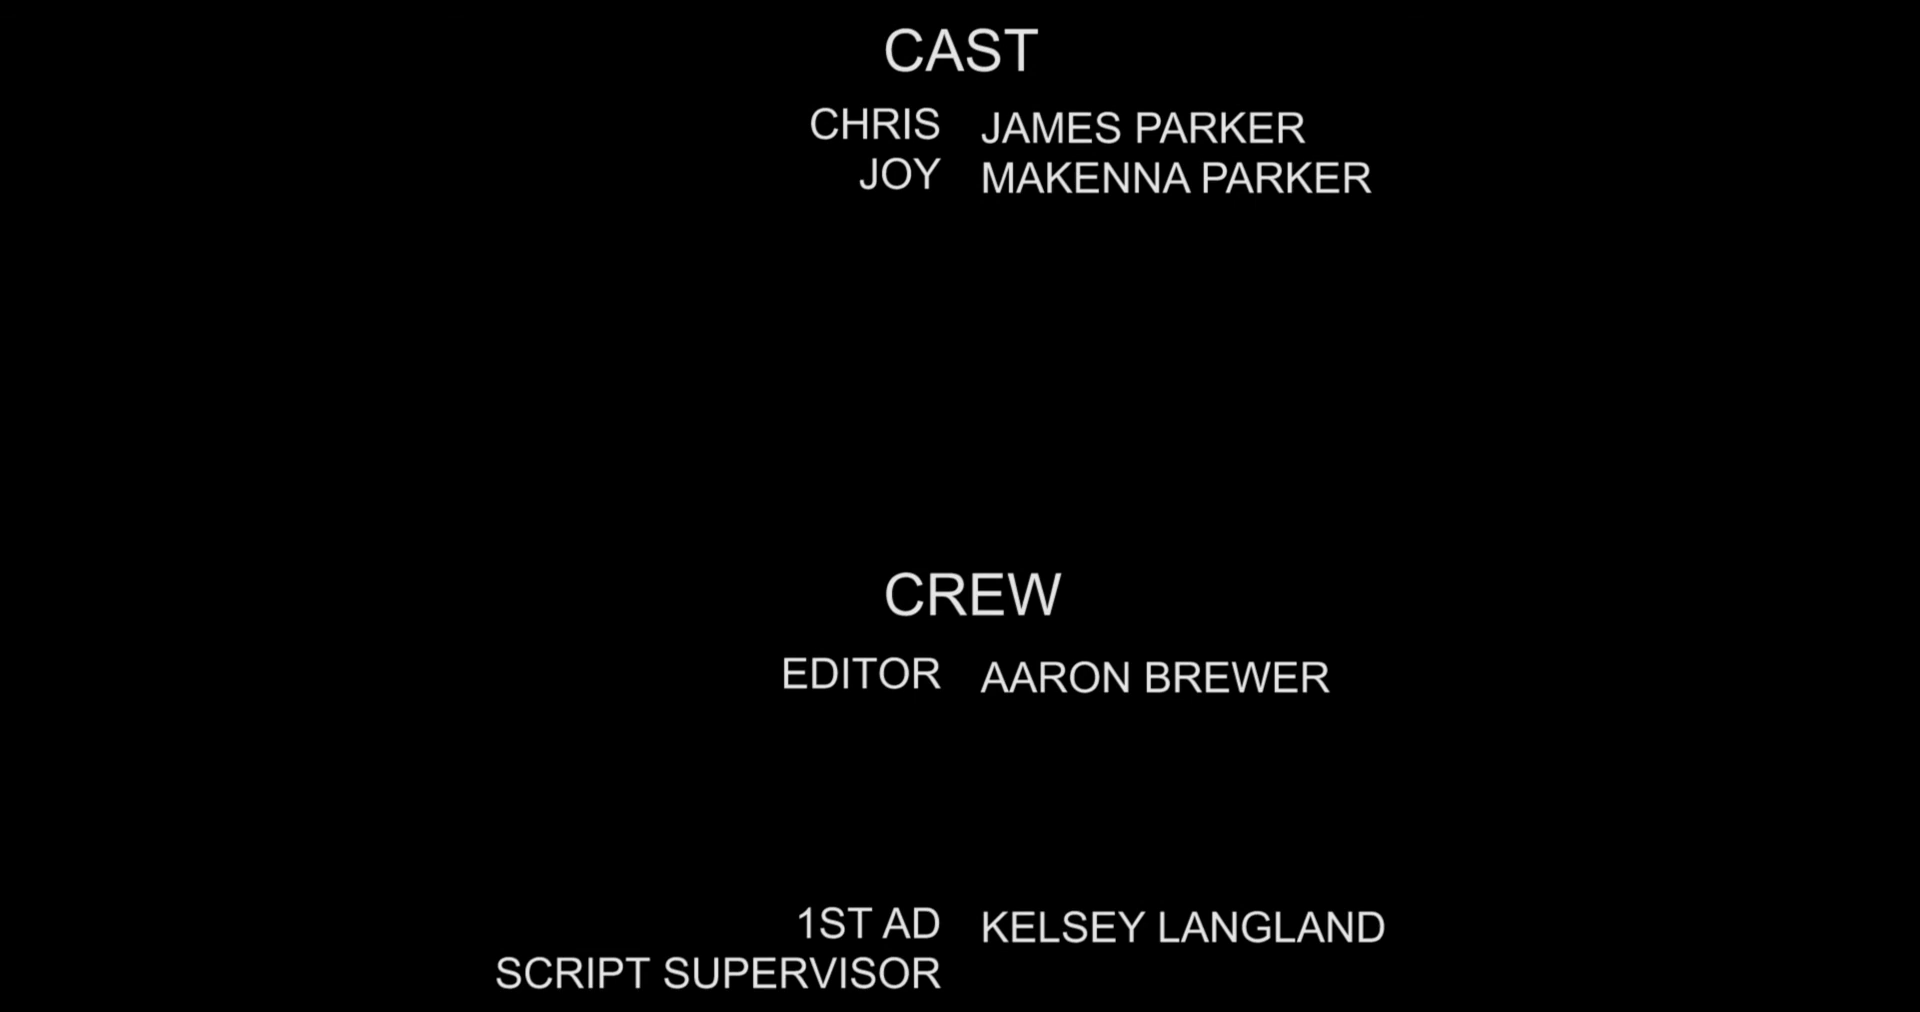 CAST
CHRIS JAMES PARKER
JOY MAKENNA PARKER
CREW
EDITOR AARON BREWER
1ST AD KELSEY LANGLAND
SCRIPT SUPERVISOR